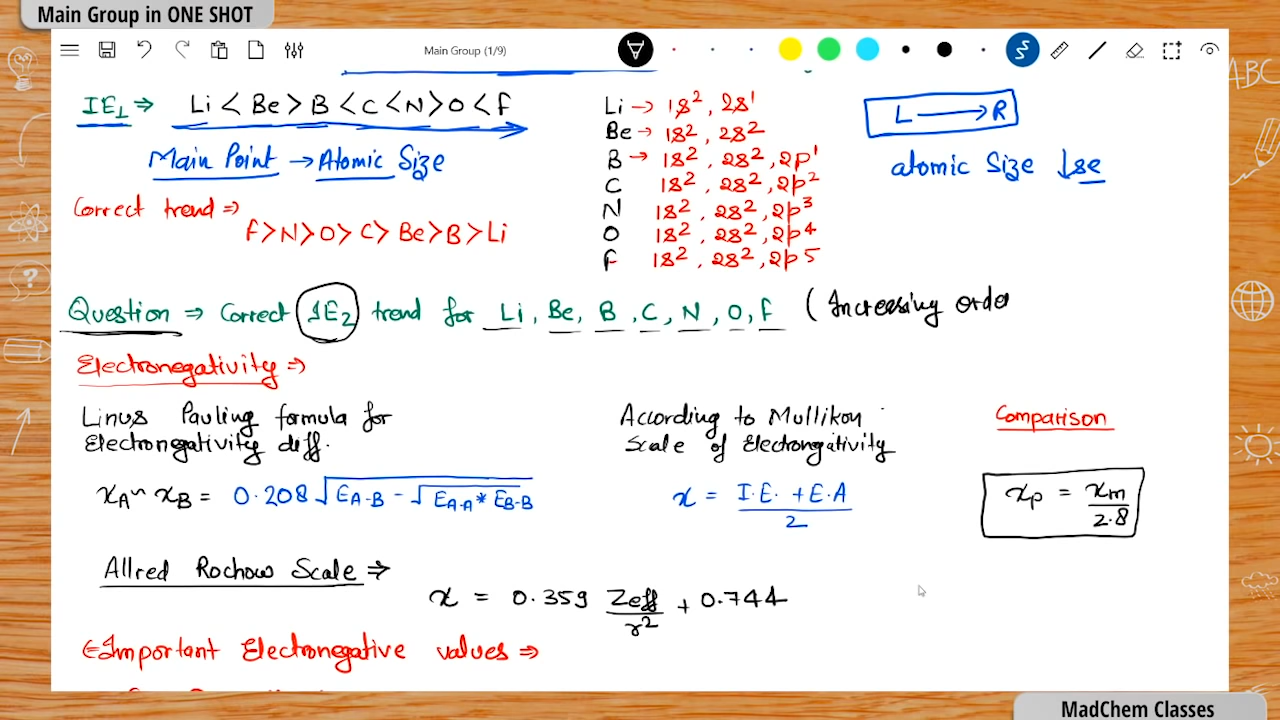 Main Group in ONE SHOT
Main Group (1/9)
ABC
IE₁ ⇒ Li < Be > B < C < N > O < F
Main Point → Atomic Size
Correct trend ⇒
F > N > O > C > Be > B > Li
Li → 1s², 2s¹
Be → 1s², 2s²
B → 1s², 2s², 2p¹
C 1s², 2s², 2p²
N 1s², 2s², 2p³
O 1s², 2s², 2p⁴
F 1s², 2s², 2p⁵
L → R
atomic Size ↓se
Question ⇒ Correct IE₂ trend for Li, Be, B, C, N, O, F (Increasing order
Electronegativity ⇒
Linus Pauling formula for
Electronegativity diff.
xA ~ xB = 0.208 √(EA-B - √(EA-A * EB-B))
According to Mullikon
Scale of Electrongativity
x = I.E. + E.A / 2
Comparison
xp = xm / 2.8
Allred Rochow Scale ⇒
x = 0.359 Zeff / r² + 0.744
Important Electronegative values ⇒
MadChem Classes